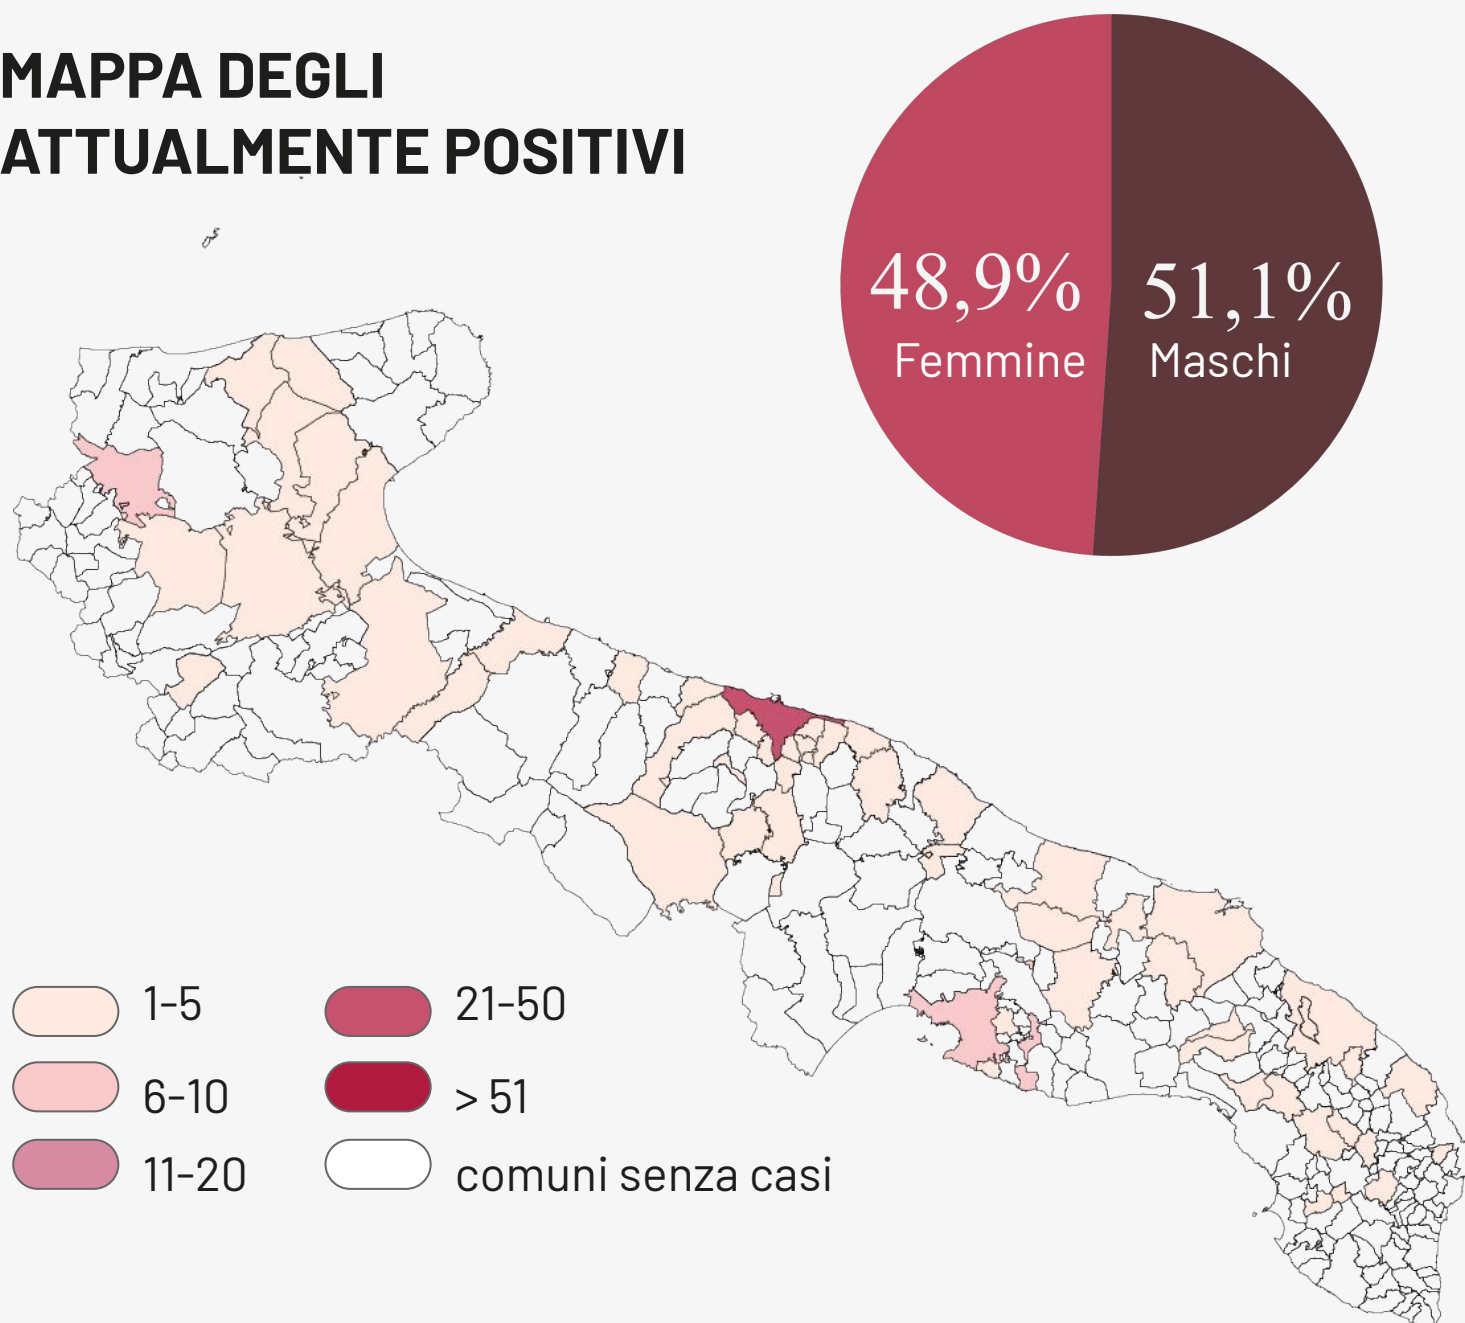 MAPPA DEGLI
ATTUALMENTE POSITIVI
48,9%
Femmine
51,1%
Maschi
1-5
6-10
11-20
21-50
> 51
comuni senza casi